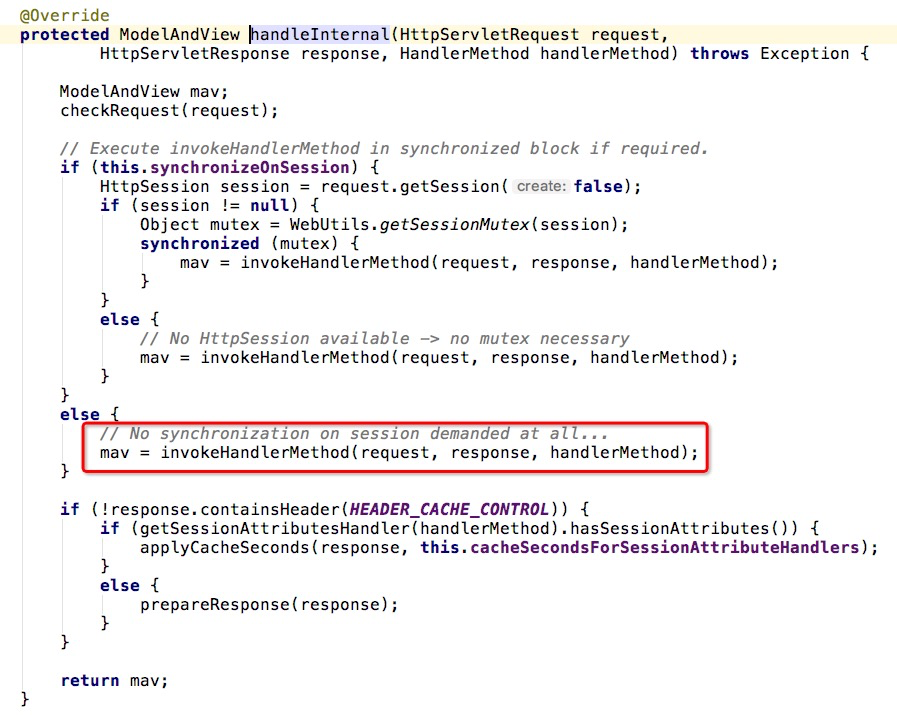 @Override
protected ModelAndView handleInternal(HttpServletRequest request,
        HttpServletResponse response, HandlerMethod handlerMethod) throws Exception {

    ModelAndView mav;
    checkRequest(request);

    // Execute invokeHandlerMethod in synchronized block if required.
    if (this.synchronizeOnSession) {
        HttpSession session = request.getSession( create: false);
        if (session != null) {
            Object mutex = WebUtils.getSessionMutex(session);
            synchronized (mutex) {
                mav = invokeHandlerMethod(request, response, handlerMethod);
            }
        }
        else {
            // No HttpSession available -> no mutex necessary
            mav = invokeHandlerMethod(request, response, handlerMethod);
        }
    }
    else {
        // No synchronization on session demanded at all...
        mav = invokeHandlerMethod(request, response, handlerMethod);
    }

    if (!response.containsHeader(HEADER_CACHE_CONTROL)) {
        if (getSessionAttributesHandler(handlerMethod).hasSessionAttributes()) {
            applyCacheSeconds(response, this.cacheSecondsForSessionAttributeHandlers);
        }
        else {
            prepareResponse(response);
        }
    }

    return mav;
}